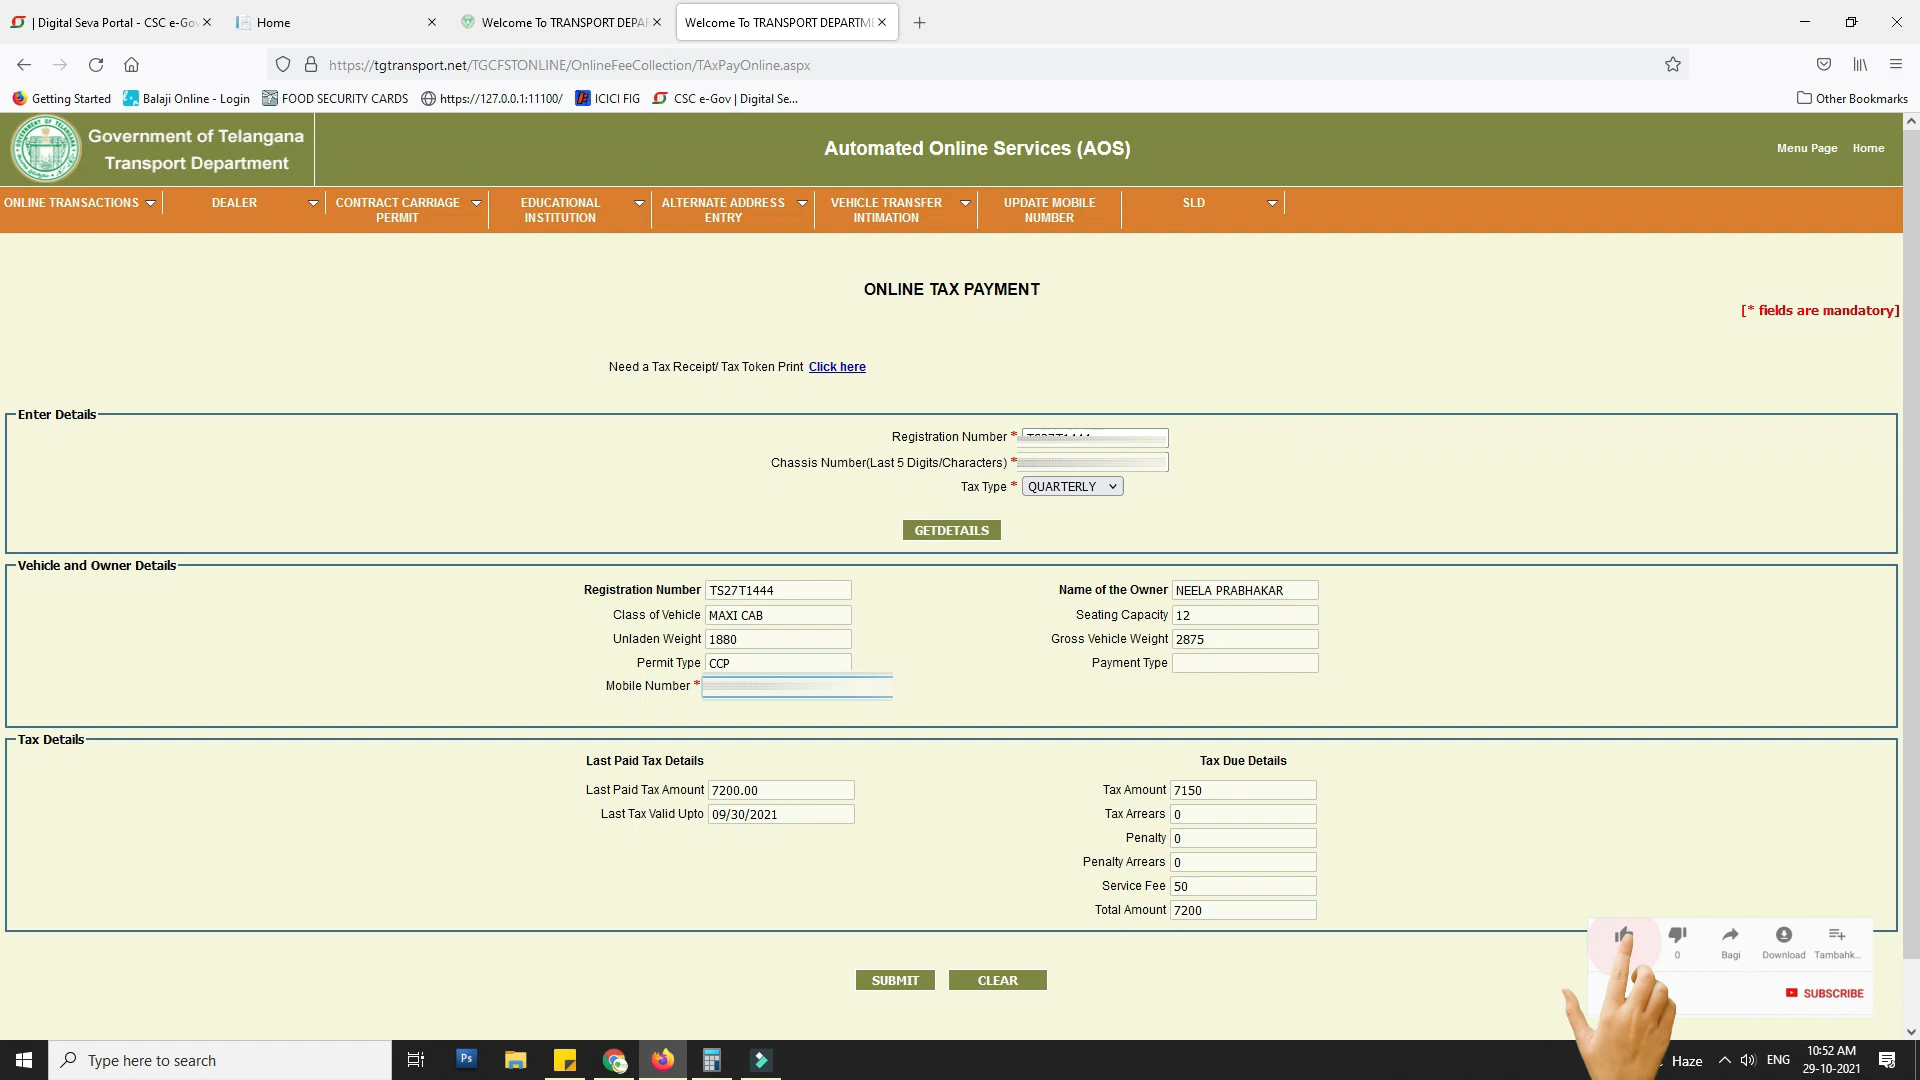 | Digital Seva Portal - CSC e-Gov
Home
Welcome To TRANSPORT DEPAR
Welcome To TRANSPORT DEPARTME
https://tgtransport.net/TGCFSTONLINE/OnlineFeeCollection/TAxPayOnline.aspx
Getting Started
Balaji Online - Login
FOOD SECURITY CARDS
https://127.0.0.1:11100/
ICICI FIG
CSC e-Gov | Digital Se...
Other Bookmarks
Government of Telangana
Transport Department
Automated Online Services (AOS)
Menu Page
Home
ONLINE TRANSACTIONS
DEALER
CONTRACT CARRIAGE
PERMIT
EDUCATIONAL
INSTITUTION
ALTERNATE ADDRESS
ENTRY
VEHICLE TRANSFER
INTIMATION
UPDATE MOBILE
NUMBER
SLD
ONLINE TAX PAYMENT
[* fields are mandatory]
Need a Tax Receipt/ Tax Token Print Click here
Enter Details
Registration Number *
Chassis Number(Last 5 Digits/Characters) *
Tax Type * QUARTERLY
GETDETAILS
Vehicle and Owner Details
Registration Number TS27T1444
Name of the Owner NEELA PRABHAKAR
Class of Vehicle MAXI CAB
Seating Capacity 12
Unladen Weight 1880
Gross Vehicle Weight 2875
Permit Type CCP
Payment Type
Mobile Number *
Tax Details
Last Paid Tax Details
Tax Due Details
Last Paid Tax Amount 7200.00
Tax Amount 7150
Last Tax Valid Upto 09/30/2021
Tax Arrears 0
Penalty 0
Penalty Arrears 0
Service Fee 50
Total Amount 7200
SUBMIT
CLEAR
0
Bagi
Download
Tambahk...
SUBSCRIBE
Type here to search
Ps
Haze
ENG
10:52 AM
29-10-2021